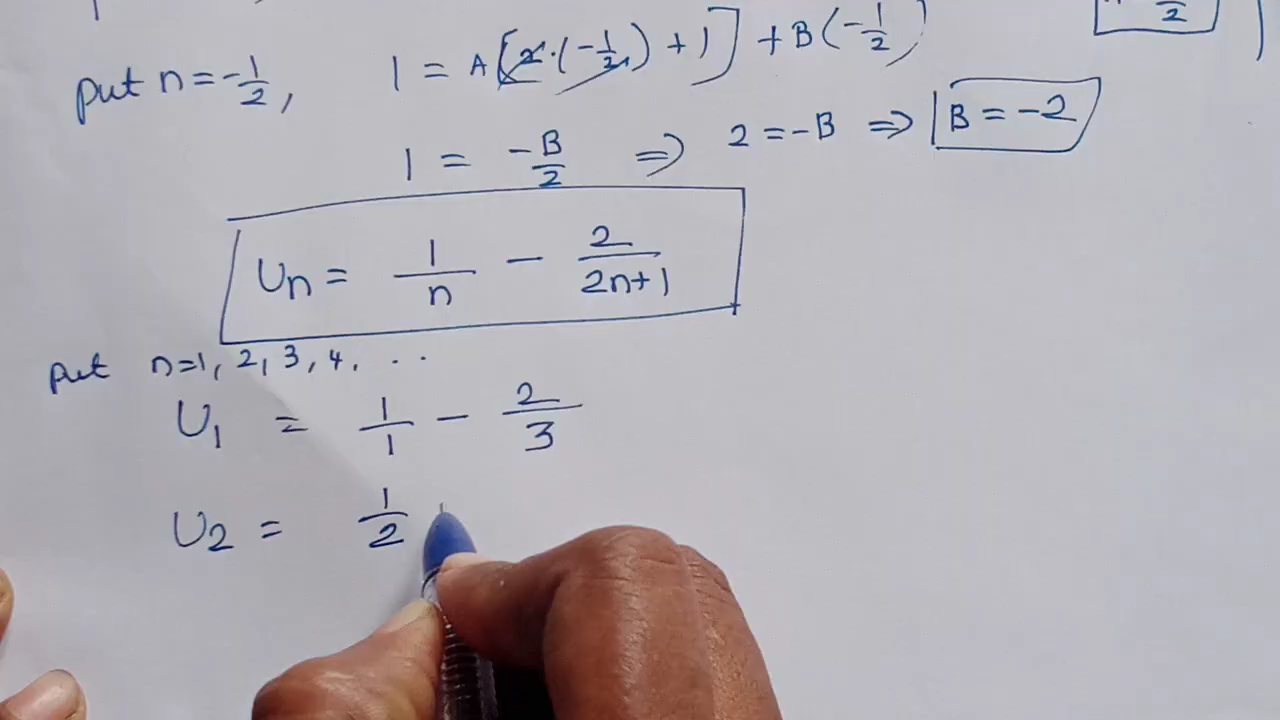 put n = -1/2, 1 = A[2·(-1/2) + 1] + B(-1/2)
1 = -B/2 ⇒ 2 = -B ⇒ B = -2
Un = 1/n - 2/2n+1
Put n=1, 2, 3, 4, ...
U1 = 1/1 - 2/3
U2 = 1/2